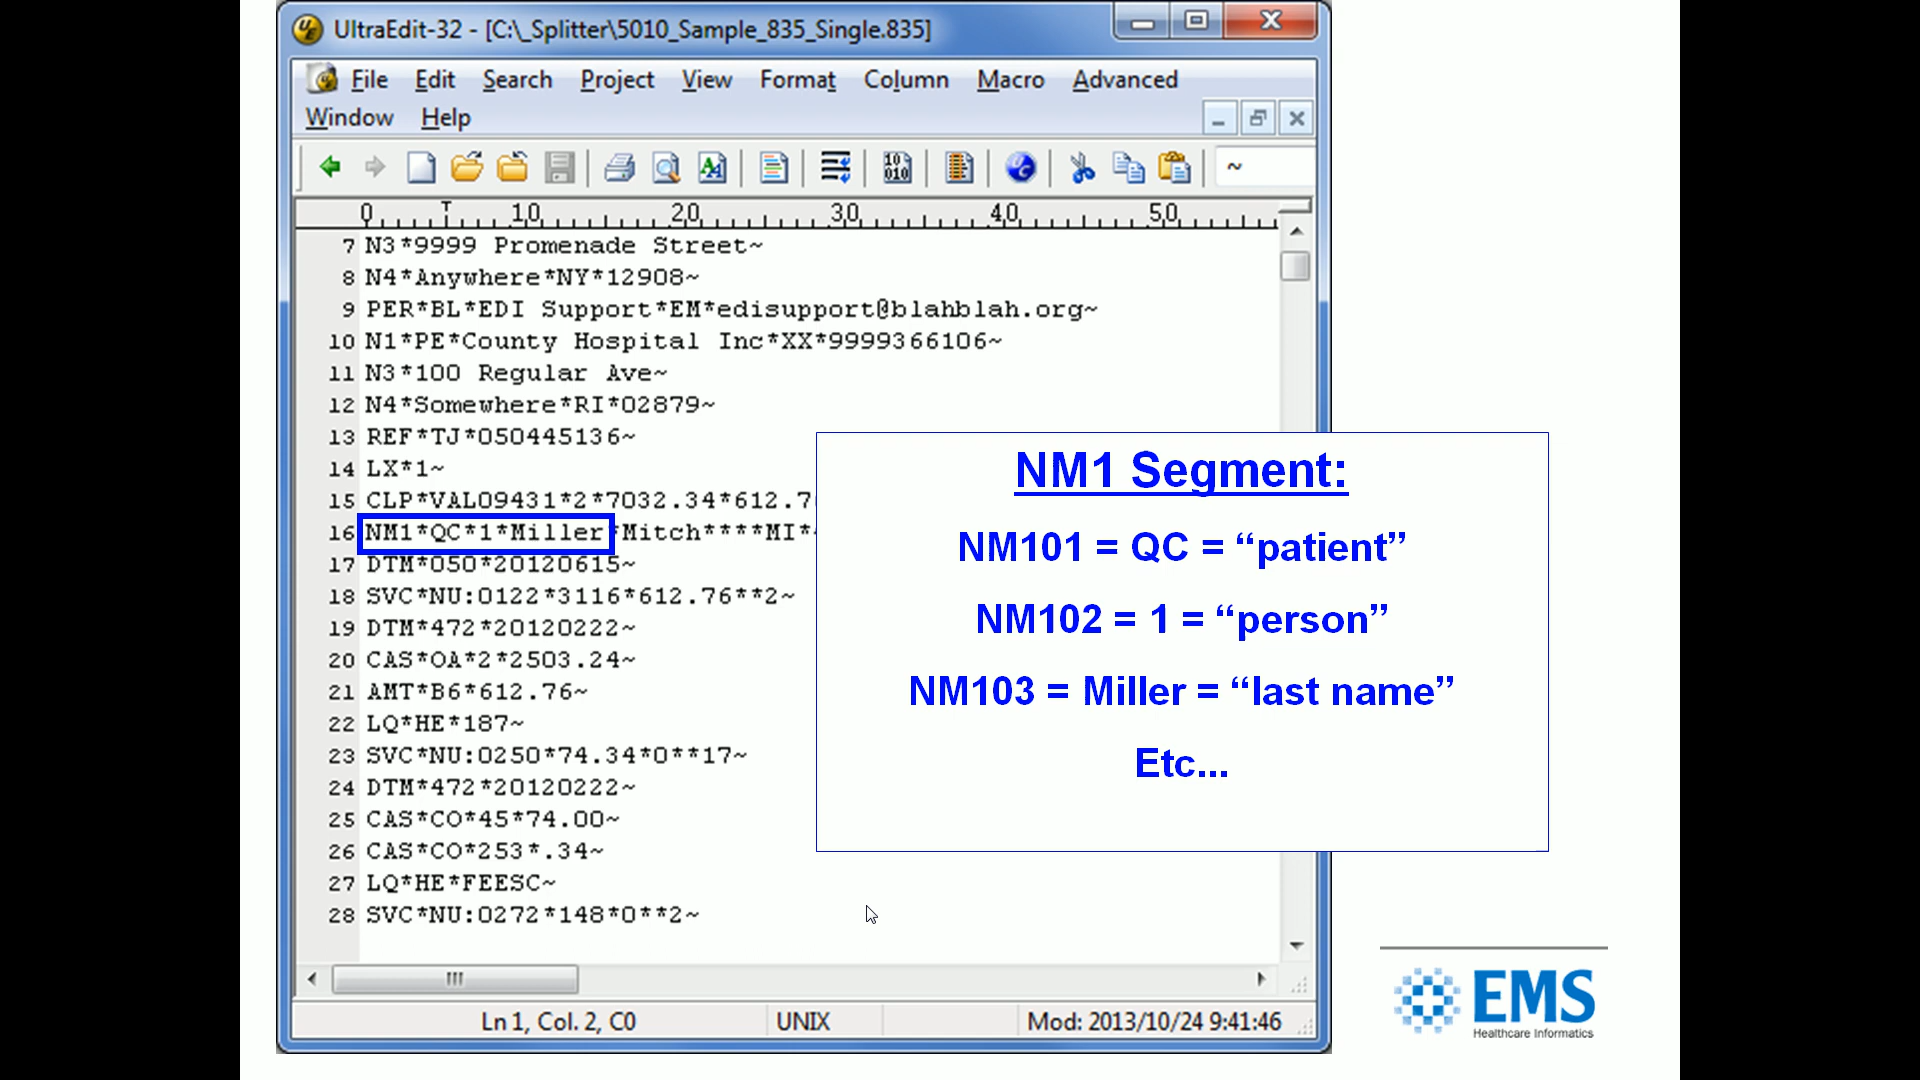 UltraEdit-32 - [C:\_Splitter\5010_Sample_835_Single.835]
File Edit Search Project View Format Column Macro Advanced
Window Help
~
0 10 20 30 40 50
7 N3*9999 Promenade Street~
8 N4*Anywhere*NY*12908~
9 PER*BL*EDI Support*EM*edisupport@blahblah.org~
10 N1*PE*County Hospital Inc*XX*9999366106~
11 N3*100 Regular Ave~
12 N4*Somewhere*RI*02879~
13 REF*TJ*050445136~
14 LX*1~
15 CLP*VAL09431*2*7032.34*612.7
16 NM1*QC*1*Miller*Mitch****MI*
17 DTM*050*20120615~
18 SVC*NU:0122*3116*612.76**2~
19 DTM*472*20120222~
20 CAS*OA*2*2503.24~
21 AMT*B6*612.76~
22 LQ*HE*187~
23 SVC*NU:0250*74.34*0**17~
24 DTM*472*20120222~
25 CAS*CO*45*74.00~
26 CAS*CO*253*.34~
27 LQ*HE*FEESC~
28 SVC*NU:0272*148*0**2~
NM1 Segment:
NM101 = QC = “patient”
NM102 = 1 = “person”
NM103 = Miller = “last name”
Etc...
Ln 1, Col. 2, C0 UNIX Mod: 2013/10/24 9:41:46
EMS
Healthcare Informatics